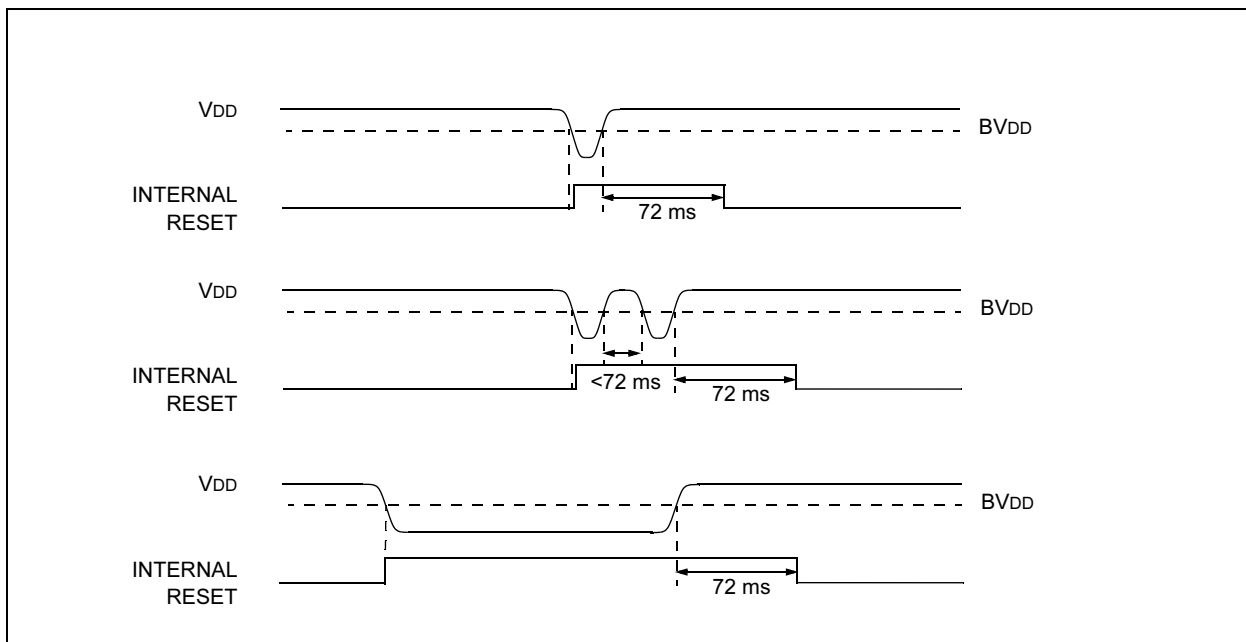 VDD
BVDD
INTERNAL
RESET
72 ms
VDD
BVDD
INTERNAL
RESET
<72 ms
72 ms
VDD
BVDD
INTERNAL
RESET
72 ms